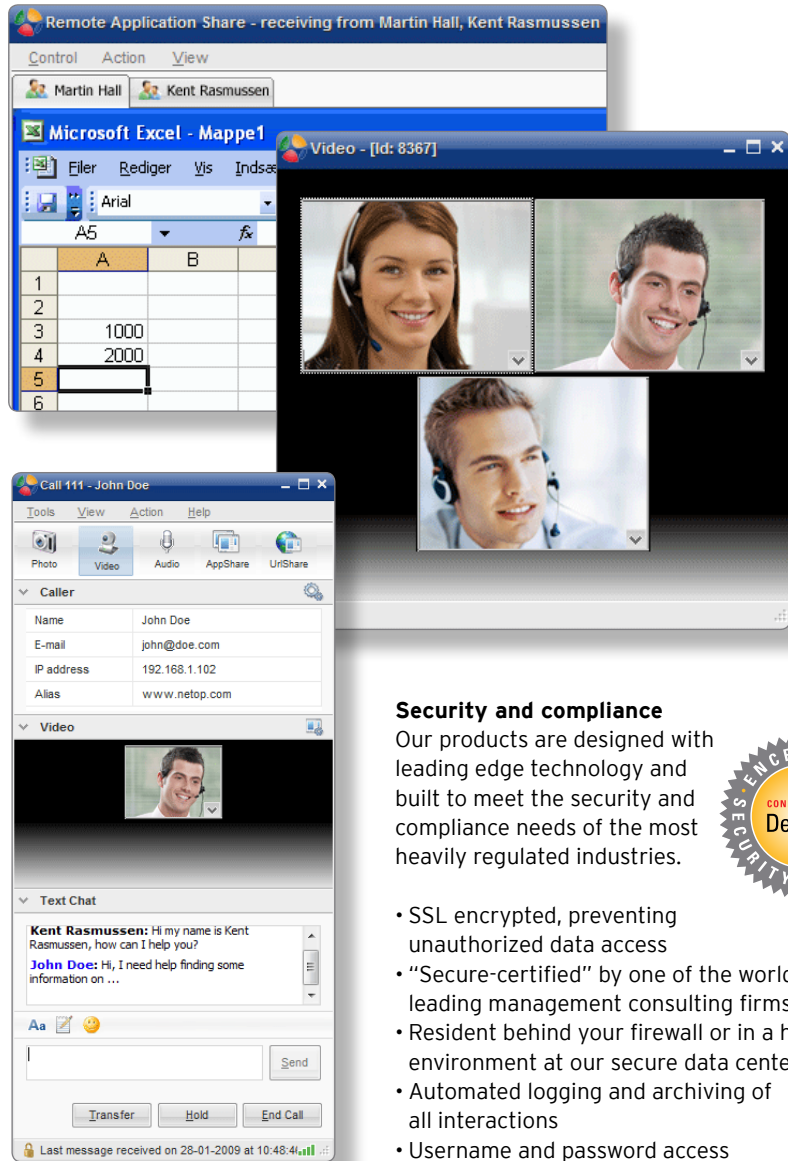 Remote Application Share - receiving from Martin Hall, Kent Rasmussen
Control Action View
Martin Hall Kent Rasmussen
Microsoft Excel - Mappe1
Filer Rediger Vis
Arial
A5 fx
A B
1
2
3 1000
4 2000
5
6
Video - [Id: 8367]
Call 111 - John Doe
Tools View Action Help
Photo Video Audio AppShare UrlShare
Caller
Name John Doe
E-mail john@doe.com
IP address 192.168.1.102
Alias www.netop.com
Video
Text Chat
Kent Rasmussen: Hi my name is Kent
Rasmussen, how can I help you?
John Doe: Hi, I need help finding some
information on ...
Aa
Send
Transfer Hold End Call
Last message received on 28-01-2009 at 10:48:4
Security and compliance
Our products are designed with
leading edge technology and
built to meet the security and
compliance needs of the most
heavily regulated industries.
• SSL encrypted, preventing
unauthorized data access
• “Secure-certified” by one of the world
leading management consulting firms
• Resident behind your firewall or in a
environment at our secure data
• Automated logging and archiving of
all interactions
• Username and password access
SECURITY